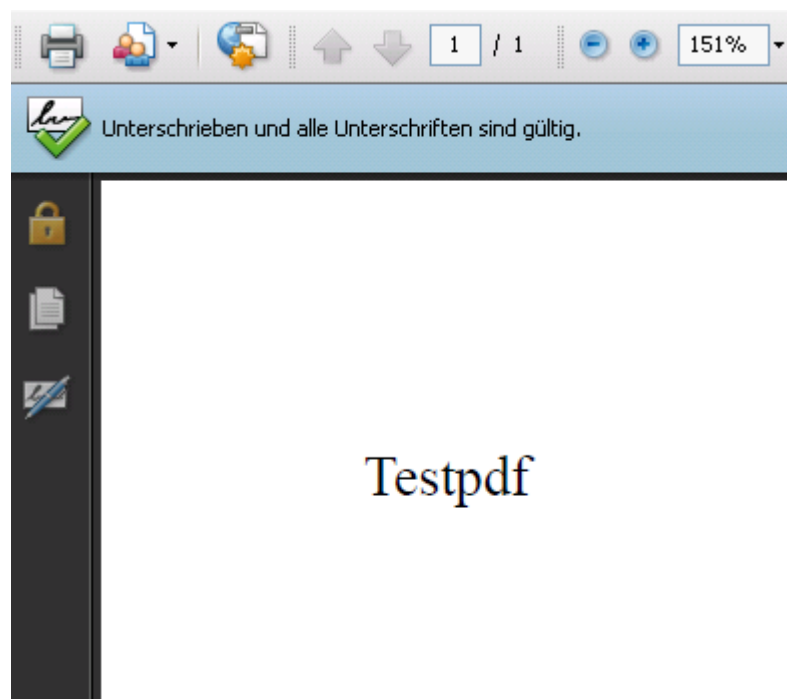 1 / 1 151%
Unterschrieben und alle Unterschriften sind gültig.
Testpdf